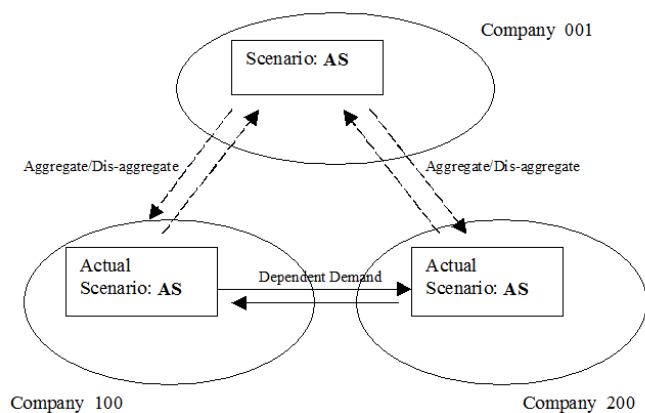 Company 001
Scenario: AS
Aggregate/Dis-aggregate
Aggregate/Dis-aggregate
Actual
Scenario: AS
Dependent Demand
Actual
Scenario: AS
Company 100
Company 200